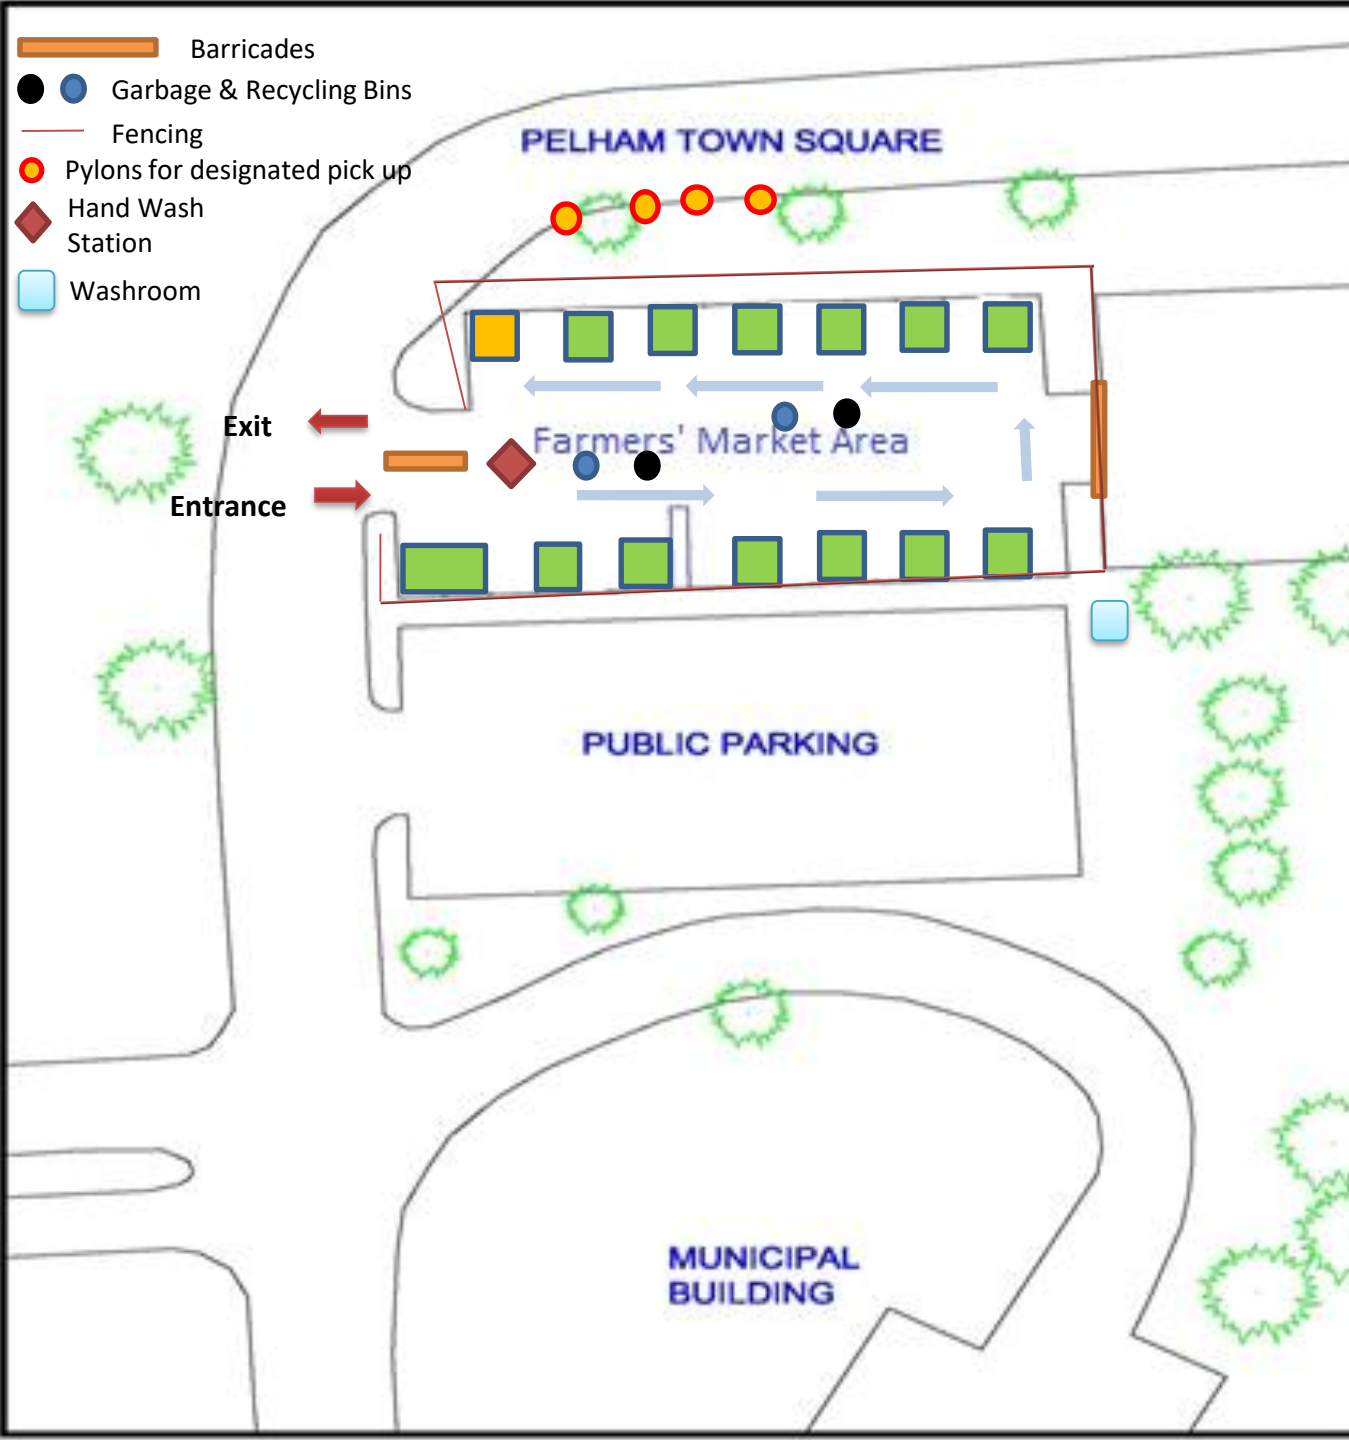 Barricades
Garbage & Recycling Bins
Fencing
Pylons for designated pick up
Hand Wash
Station
Washroom
PELHAM TOWN SQUARE
Exit
Farmers' Market Area
Entrance
PUBLIC PARKING
MUNICIPAL
BUILDING